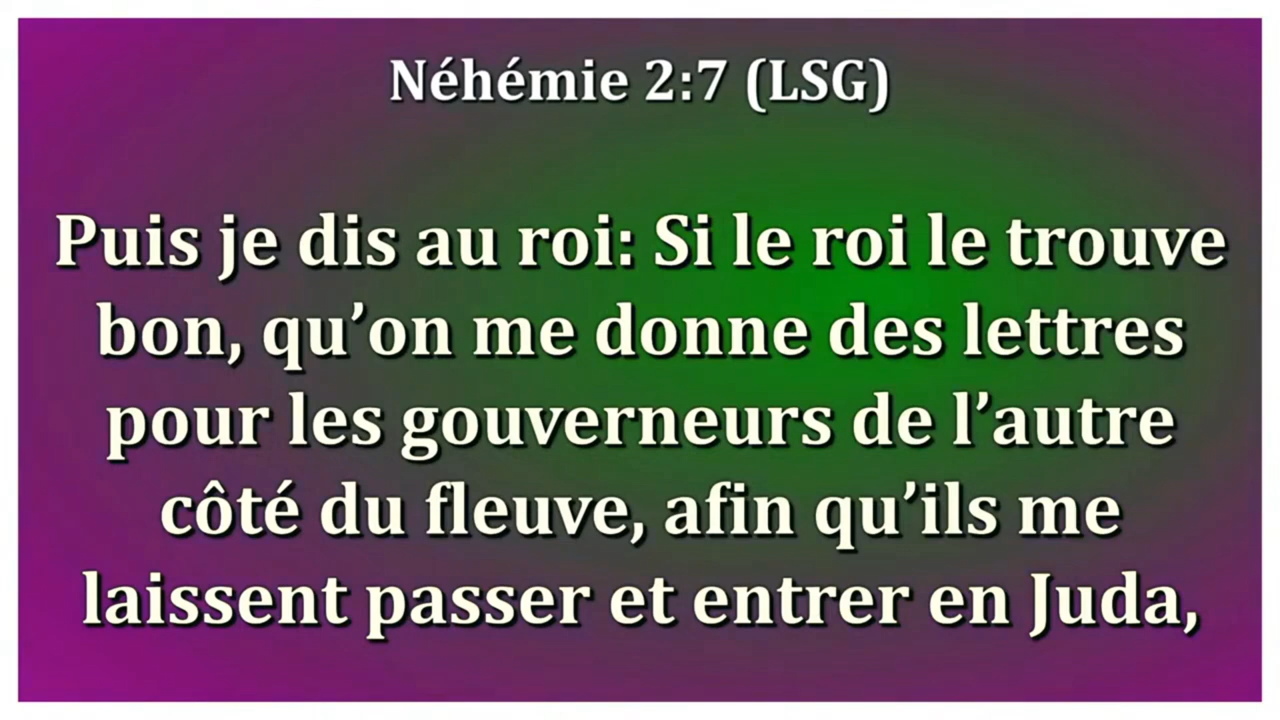 Néhémie 2:7 (LSG)
Puis je dis au roi: Si le roi le trouve
bon, qu’on me donne des lettres
pour les gouverneurs de l’autre
côté du fleuve, afin qu’ils me
laissent passer et entrer en Juda,